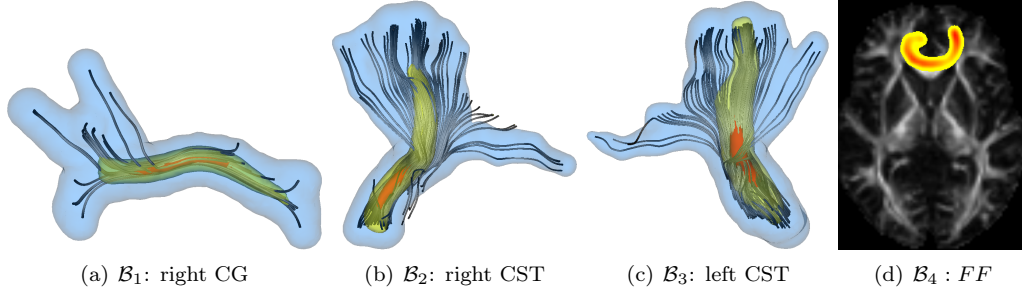 (a) $\mathcal{B}_1$: right CG
(b) $\mathcal{B}_2$: right CST
(c) $\mathcal{B}_3$: left CST
(d) $\mathcal{B}_4$ : $FF$